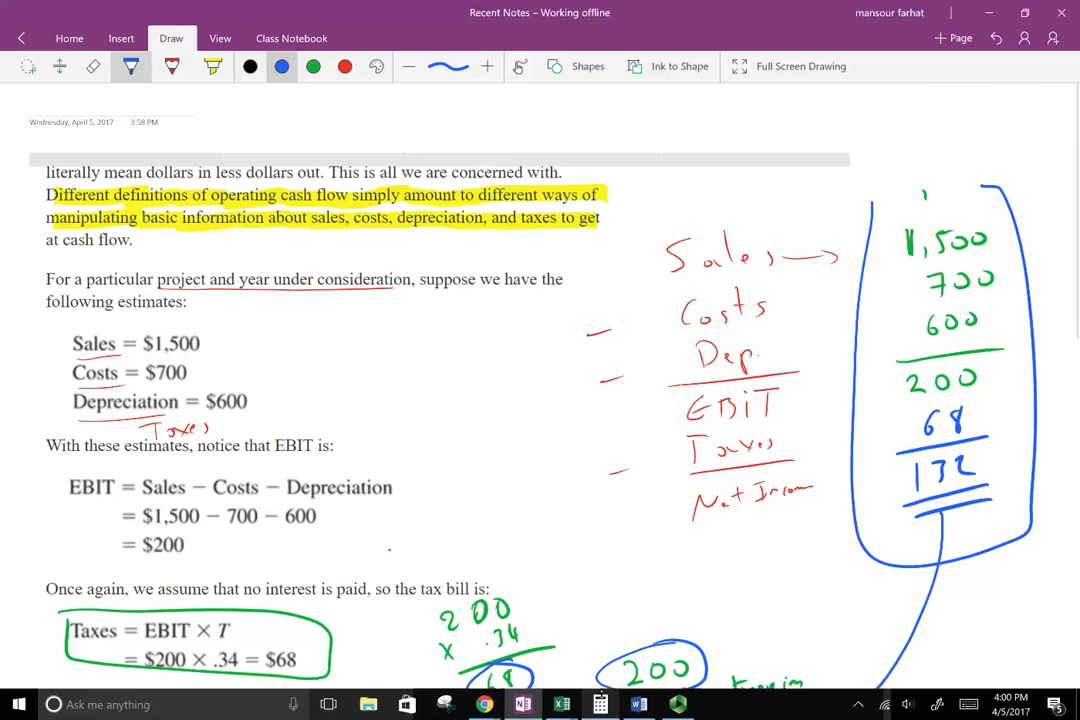 Recent Notes – Working offline
mansour farhat
Home
Insert
Draw
View
Class Notebook
Page
Shapes
Ink to Shape
Full Screen Drawing
Wednesday, April 5, 2017
3:58 PM
literally mean dollars in less dollars out. This is all we are concerned with.
Different definitions of operating cash flow simply amount to different ways of
manipulating basic information about sales, costs, depreciation, and taxes to get
at cash flow.
For a particular project and year under consideration, suppose we have the
following estimates:
Sales = $1,500
Costs = $700
Depreciation = $600
Taxes
With these estimates, notice that EBIT is:
EBIT = Sales − Costs − Depreciation
= $1,500 − 700 − 600
= $200
Once again, we assume that no interest is paid, so the tax bill is:
Taxes = EBIT × T
= $200 × .34 = $68
200
x .34
68
200
Sales → 1,500
– Costs 700
– Dep. 600
EBIT 200
– Taxes 68
Net Income 132
Ask me anything
4:00 PM
4/5/2017
5